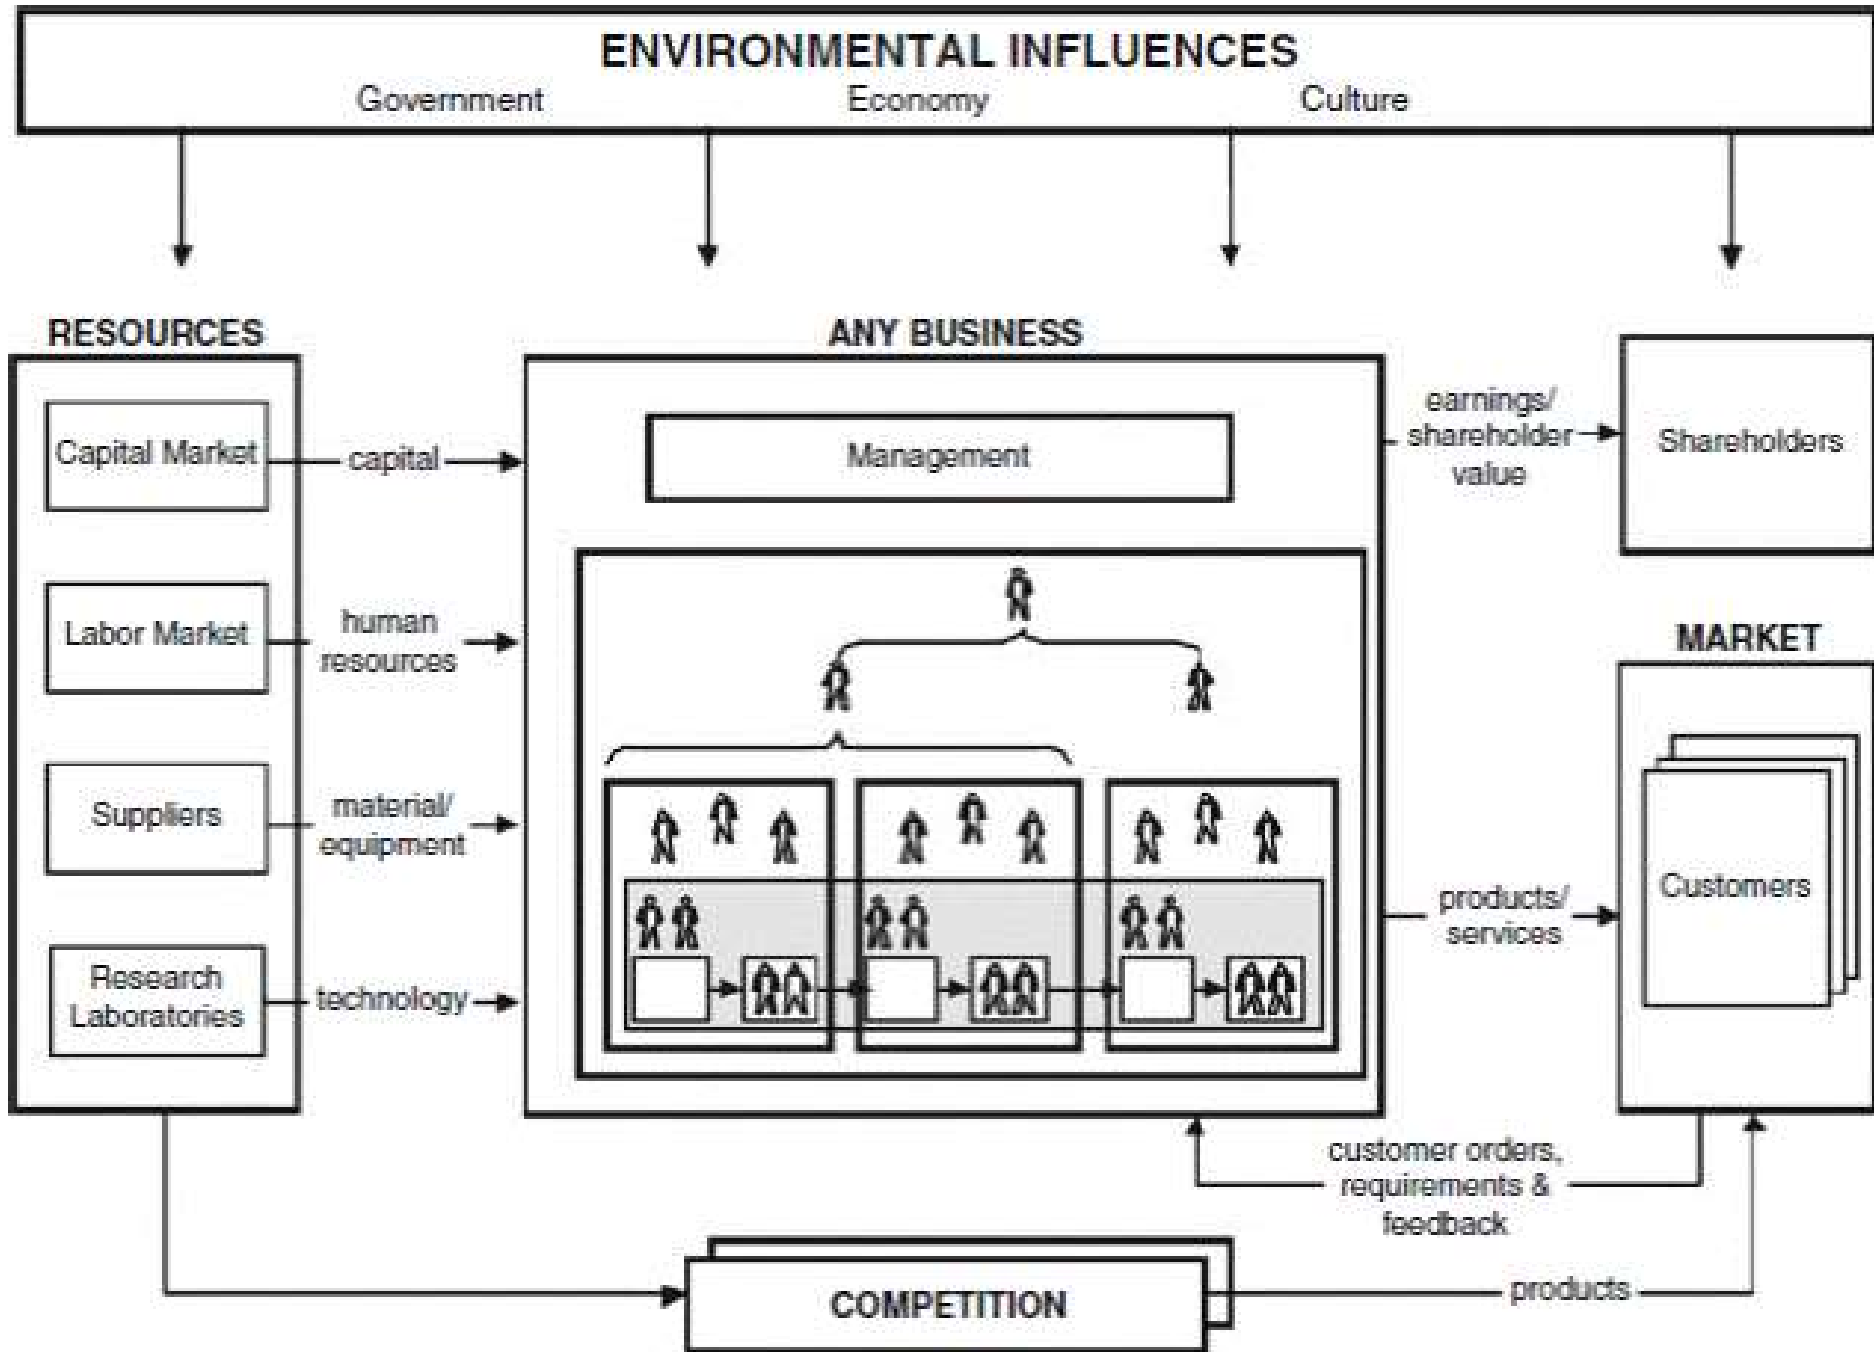 ENVIRONMENTAL INFLUENCES
Government Economy Culture
RESOURCES
Capital Market
Labor Market
Suppliers
Research
Laboratories
capital
human
resources
material/
equipment
technology
ANY BUSINESS
Management
earnings/
shareholder
value
Shareholders
products/
services
MARKET
Customers
customer orders,
requirements &
feedback
COMPETITION
products